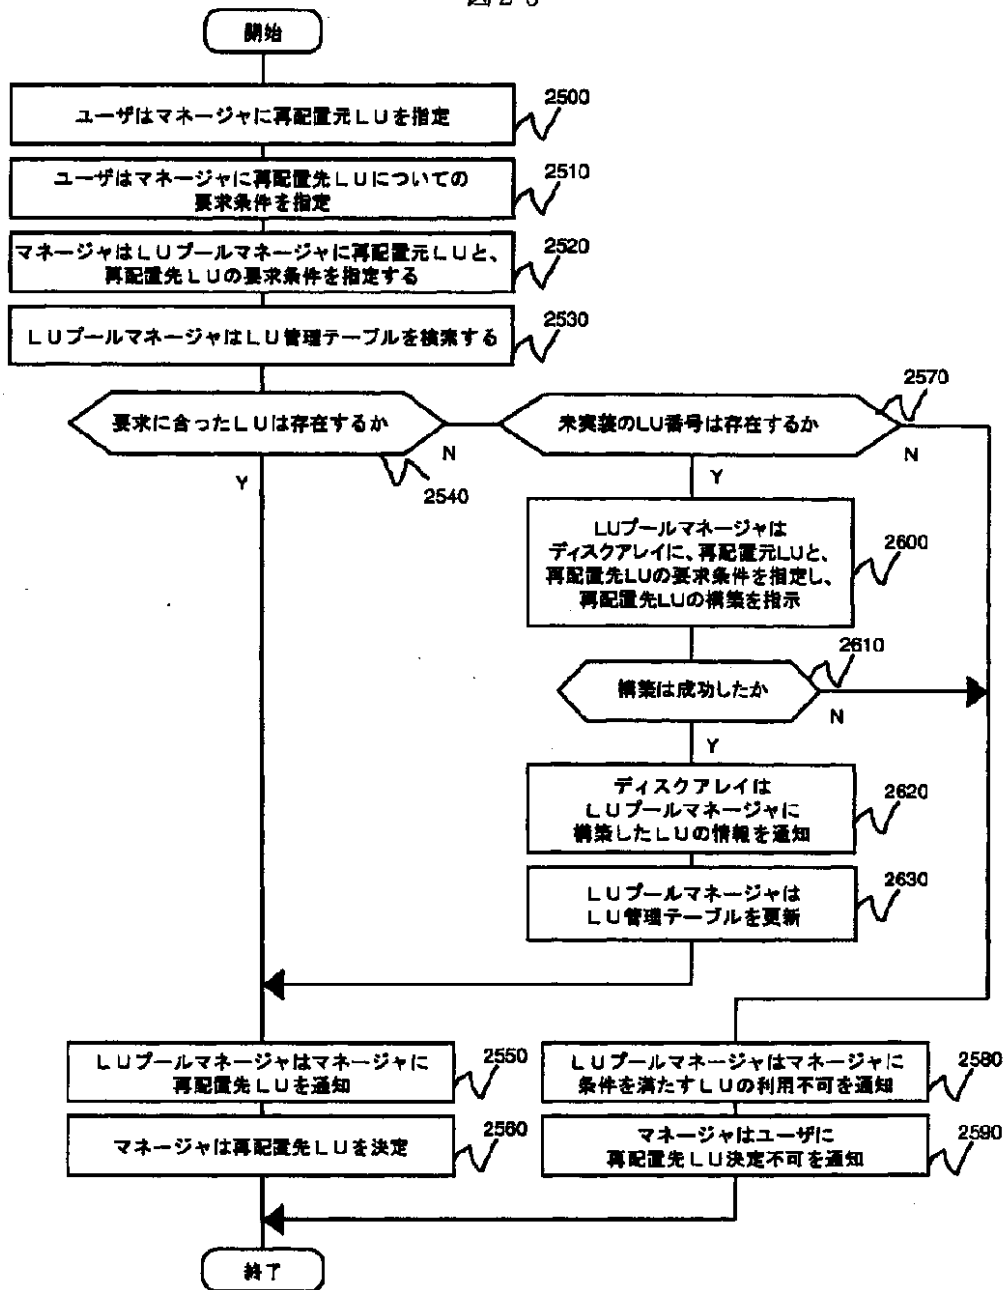 開始
ユーザはマネージャに再配置元LUを指定
2500
ユーザはマネージャに再配置先LUについての
要求条件を指定
2510
マネージャはLUプールマネージャに再配置元LUと、
再配置先LUの要求条件を指定する
2520
LUプールマネージャはLU管理テーブルを検索する
2530
要求に合ったLUは存在するか
N
Y
2540
未実装のLU番号は存在するか
2570
N
Y
LUプールマネージャは
ディスクアレイに、再配置元LUと、
再配置先LUの要求条件を指定し、
再配置先LUの構築を指示
2600
構築は成功したか
2610
N
Y
ディスクアレイは
LUプールマネージャに
構築したLUの情報を通知
2620
LUプールマネージャは
LU管理テーブルを更新
2630
LUプールマネージャはマネージャに
再配置先LUを通知
2550
マネージャは再配置先LUを決定
2560
LUプールマネージャはマネージャに
条件を満たすLUの利用不可を通知
2580
マネージャはユーザに
再配置先LU決定不可を通知
2590
終了